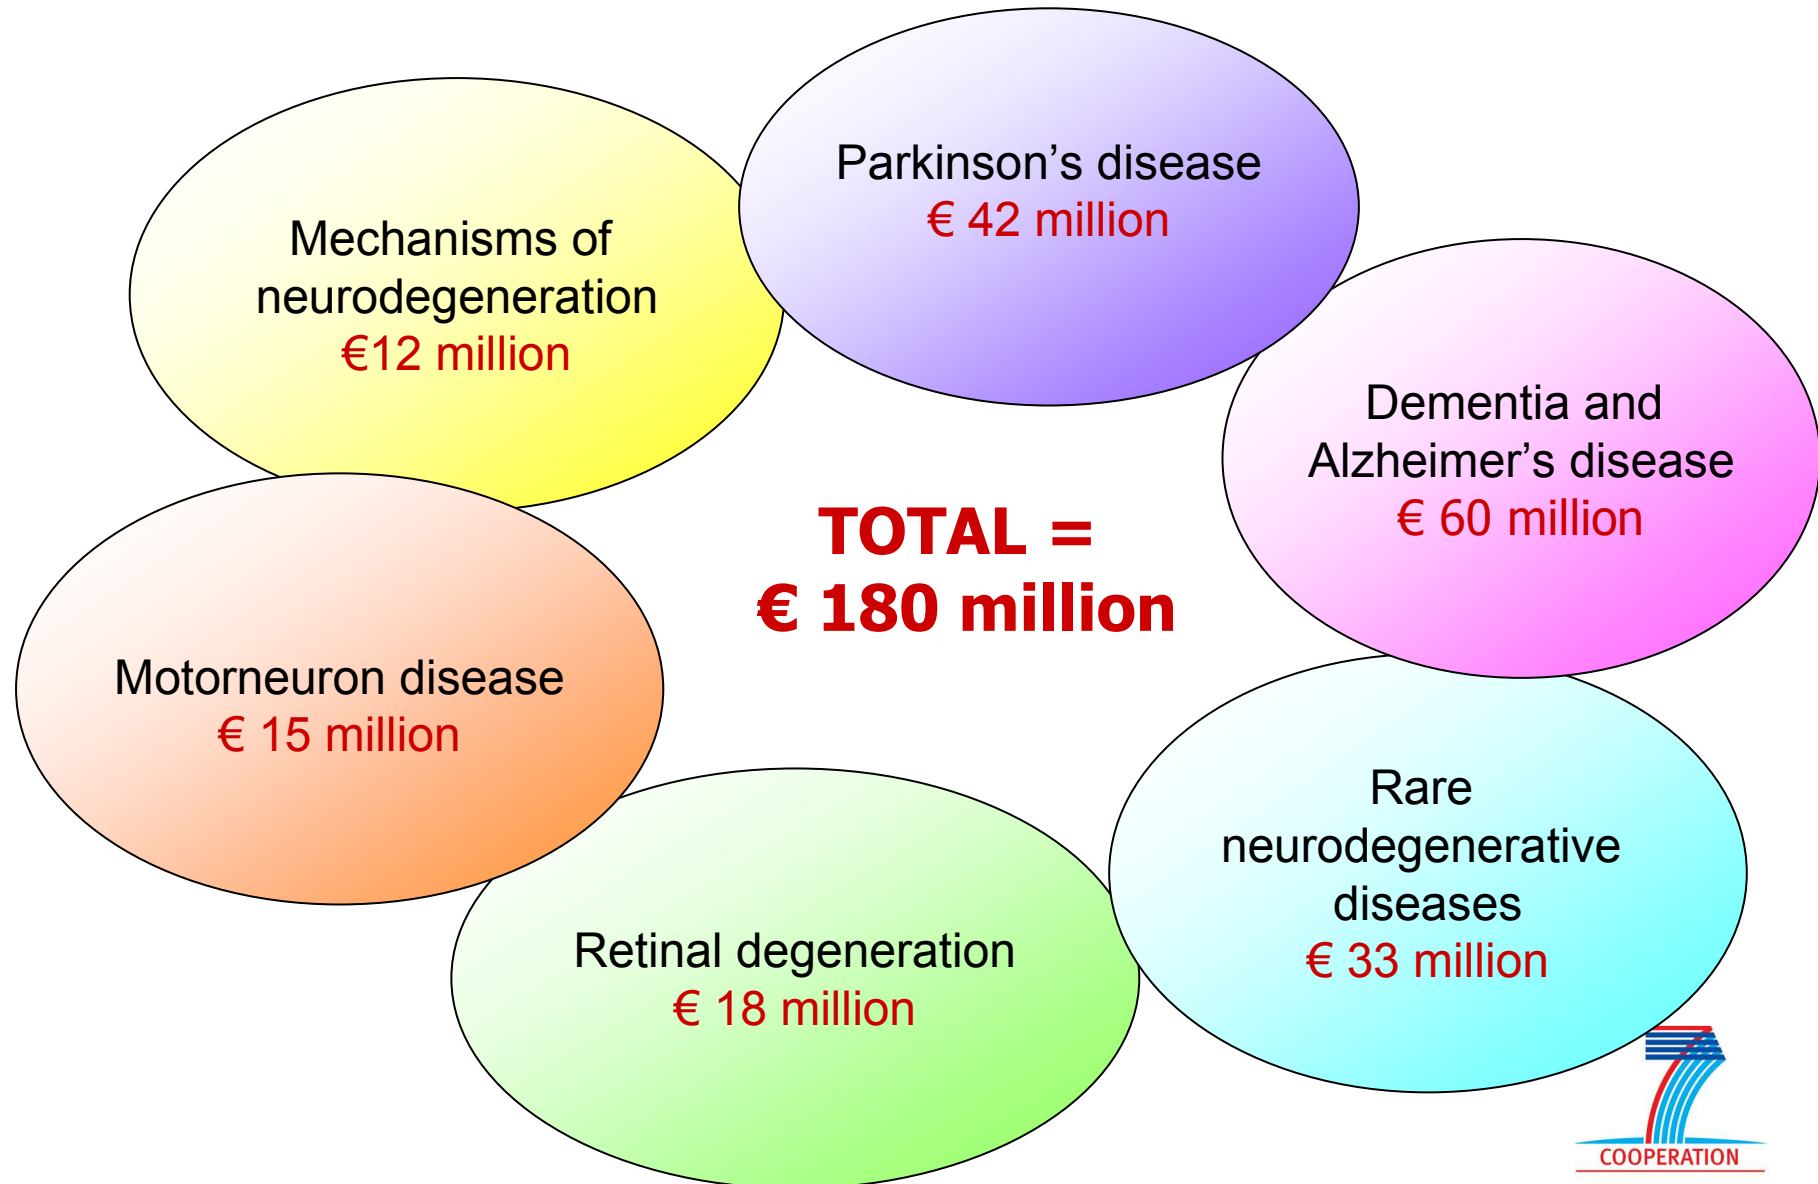 Mechanisms of
neurodegeneration
€12 million
Parkinson’s disease
€ 42 million
Dementia and
Alzheimer’s disease
€ 60 million
TOTAL =
€ 180 million
Motorneuron disease
€ 15 million
Rare
neurodegenerative
diseases
€ 33 million
Retinal degeneration
€ 18 million
7
COOPERATION